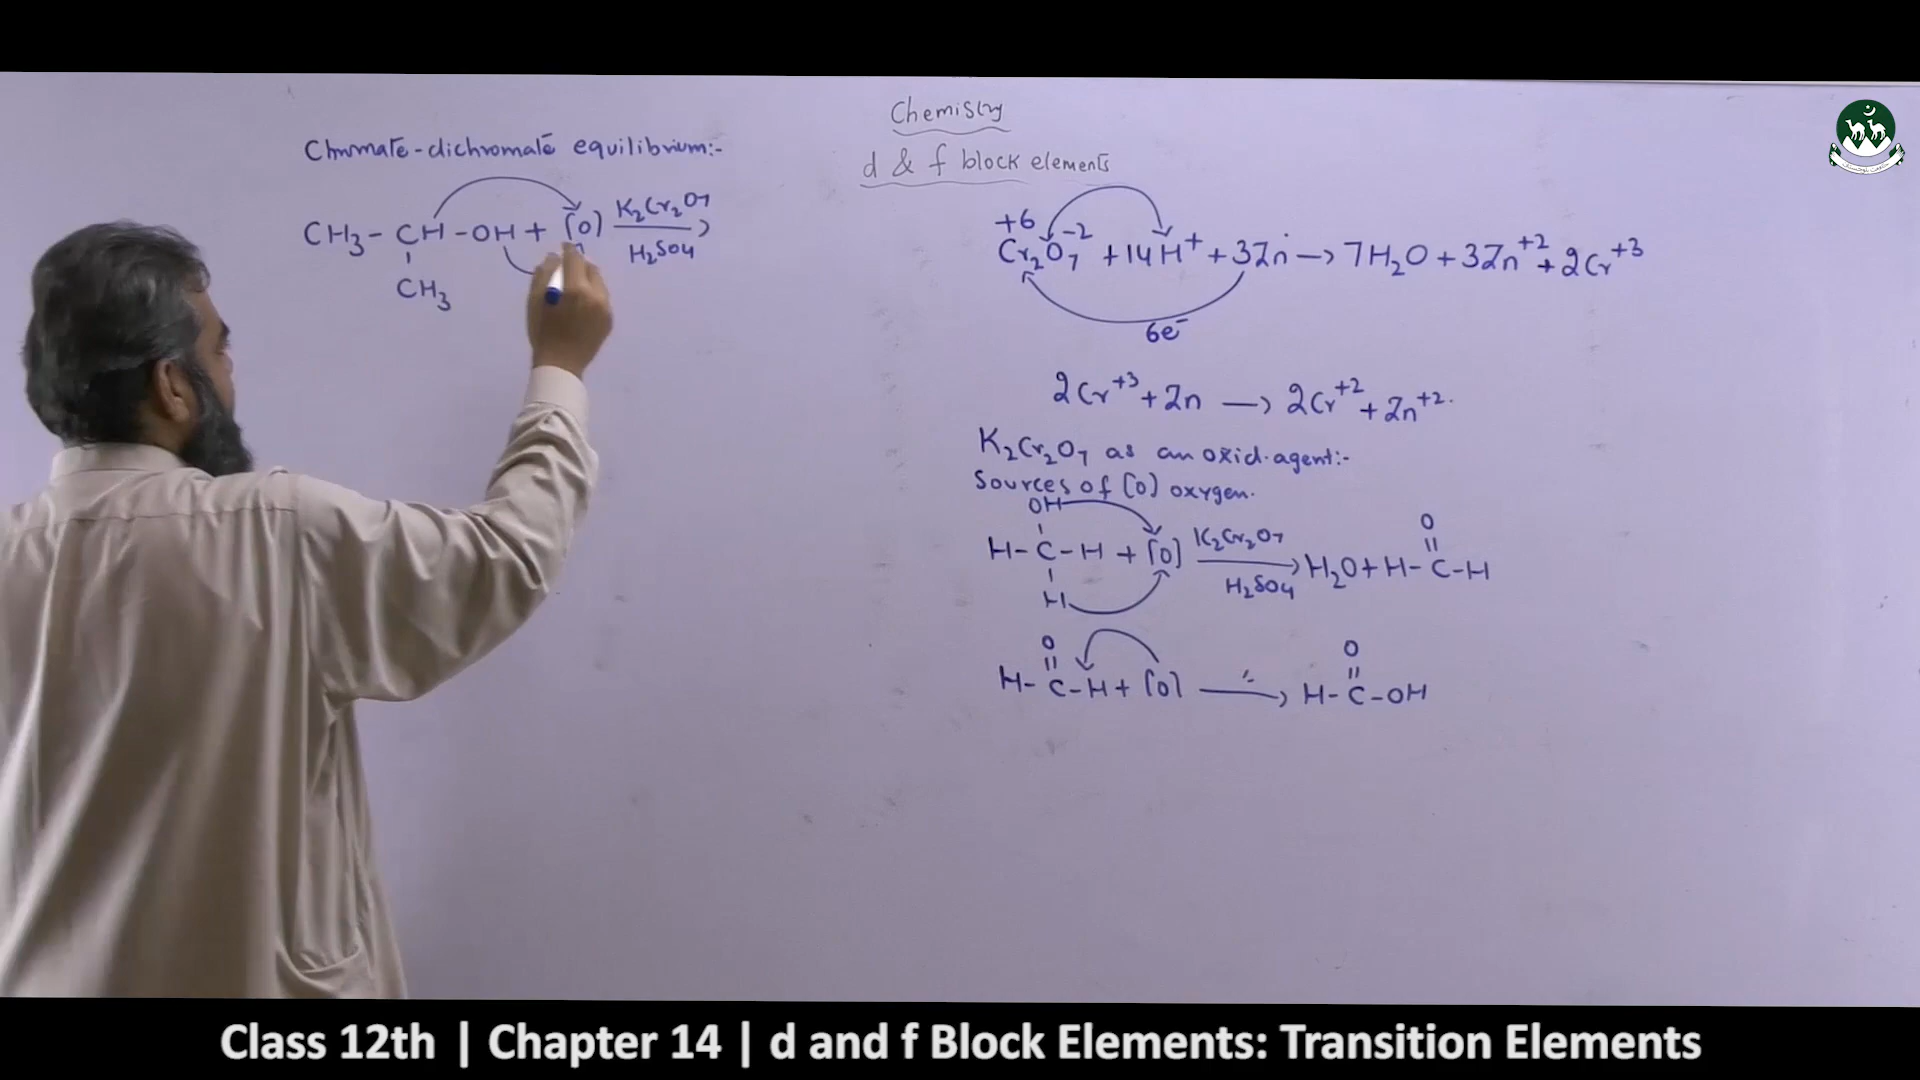 Chemistry
d & f block elements
Chromate-dichromate equilibrium:-
CH3 - CH - OH + [O] K2Cr2O7
H2SO4
CH3
+6 -2
Cr2O7 + 14H+ + 3Zn → 7H2O + 3Zn+2 + 2Cr+3
6e-
2Cr+3 + Zn → 2Cr+2 + Zn+2.
K2Cr2O7 as an oxid. agent:-
Sources of [O] oxygen.
OH
H - C - H + [O] K2Cr2O7 → H2O + H - C - H
H2SO4
O
=
H
O O
H - C - H + [O] → H - C - OH
Class 12th | Chapter 14 | d and f Block Elements: Transition Elements